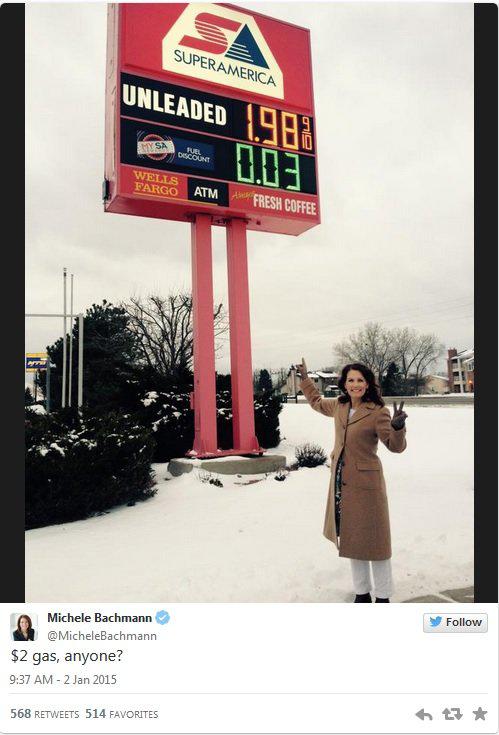 SUPERAMERICA
UNLEADED 1.98 9/10
MY SA FUEL DISCOUNT 0.03
WELLS FARGO ATM Always FRESH COFFEE
Michele Bachmann
@MicheleBachmann
Follow
$2 gas, anyone?
9:37 AM - 2 Jan 2015
568 RETWEETS 514 FAVORITES